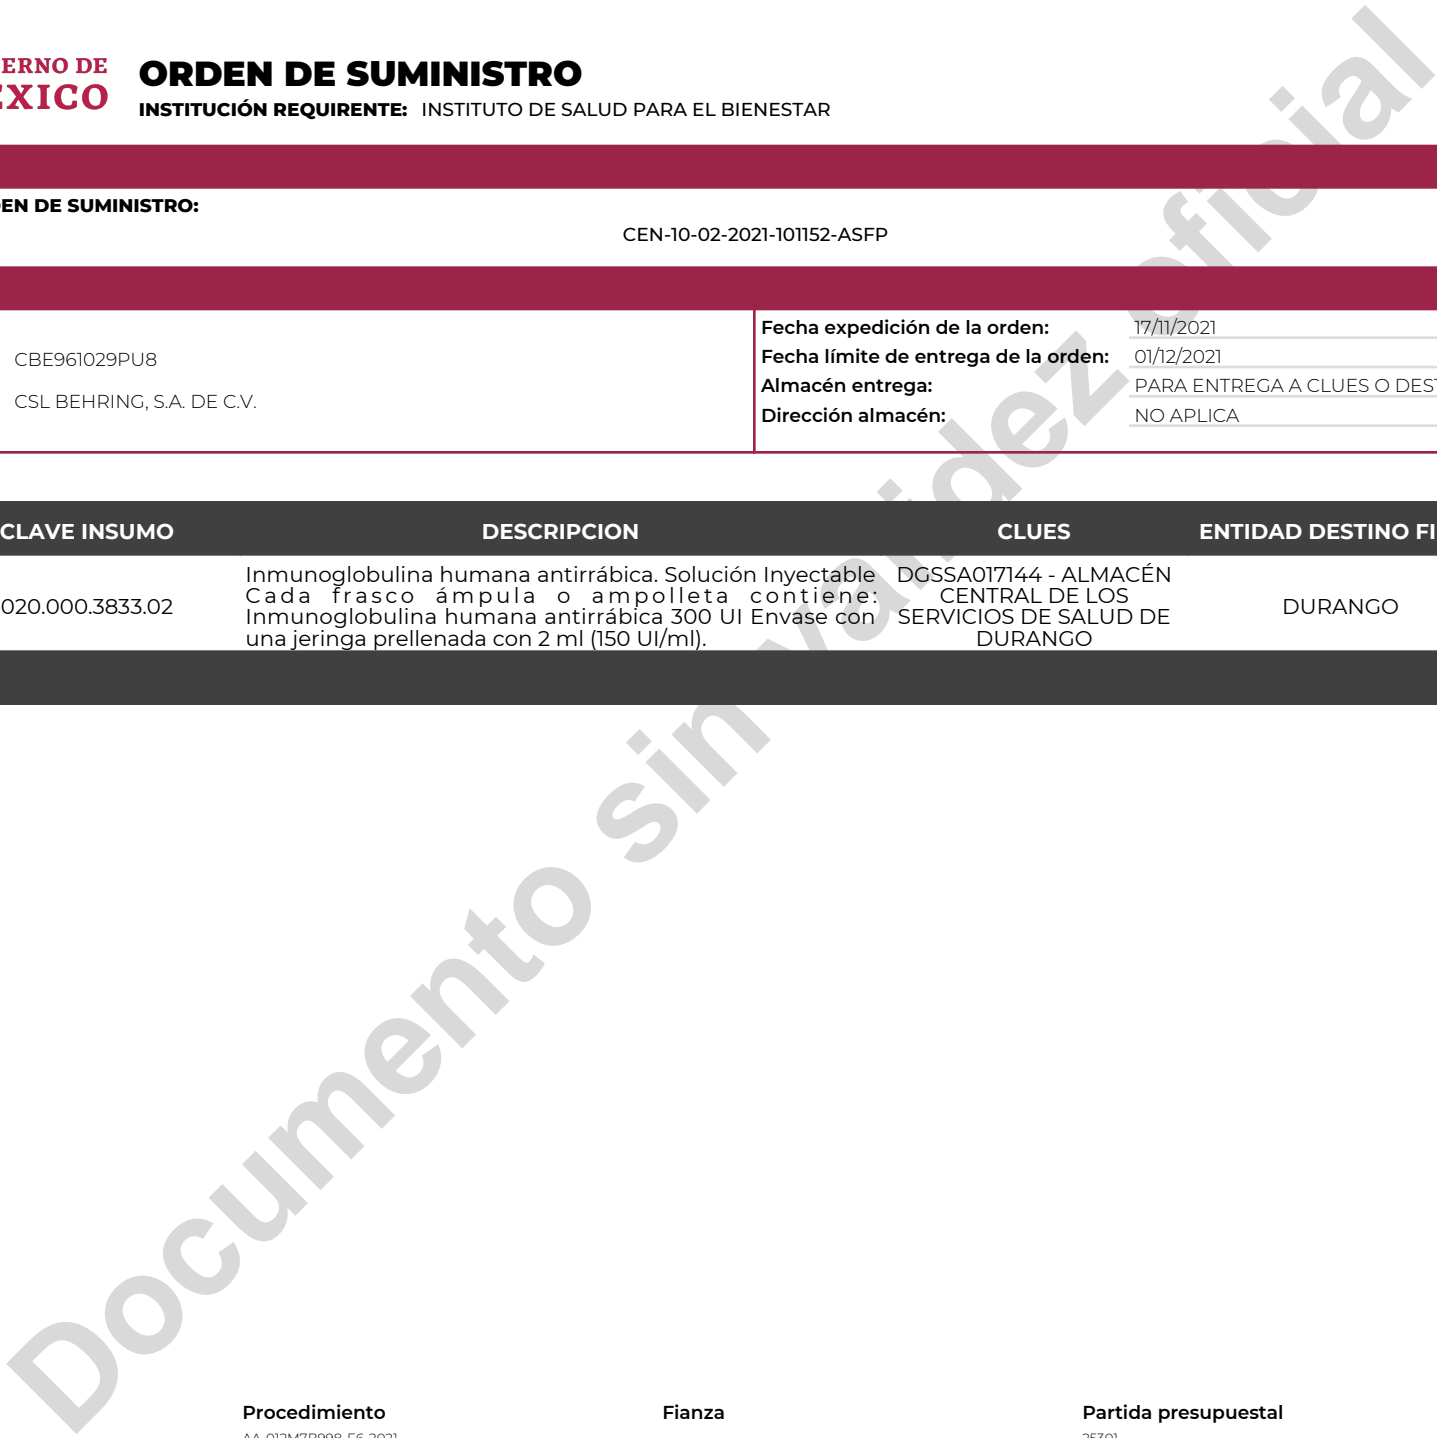 ERNO DE
ÉXICO
ORDEN DE SUMINISTRO
INSTITUCIÓN REQUIRENTE: INSTITUTO DE SALUD PARA EL BIENESTAR
EN DE SUMINISTRO:
CEN-10-02-2021-101152-ASFP
CBE961029PU8
CSL BEHRING, S.A. DE C.V.
Fecha expedición de la orden: 17/11/2021
Fecha límite de entrega de la orden: 01/12/2021
Almacén entrega: PARA ENTREGA A CLUES O DEST
Dirección almacén: NO APLICA
CLAVE INSUMO DESCRIPCION CLUES ENTIDAD DESTINO FI
020.000.3833.02
Inmunoglobulina humana antirrábica. Solución Inyectable
Cada frasco ámpula o ampolleta contiene:
Inmunoglobulina humana antirrábica 300 UI Envase con
una jeringa prellenada con 2 ml (150 UI/ml).
DGSSA017144 - ALMACÉN
CENTRAL DE LOS
SERVICIOS DE SALUD DE
DURANGO
DURANGO
Documento sin validez oficial
Procedimiento Fianza Partida presupuestal